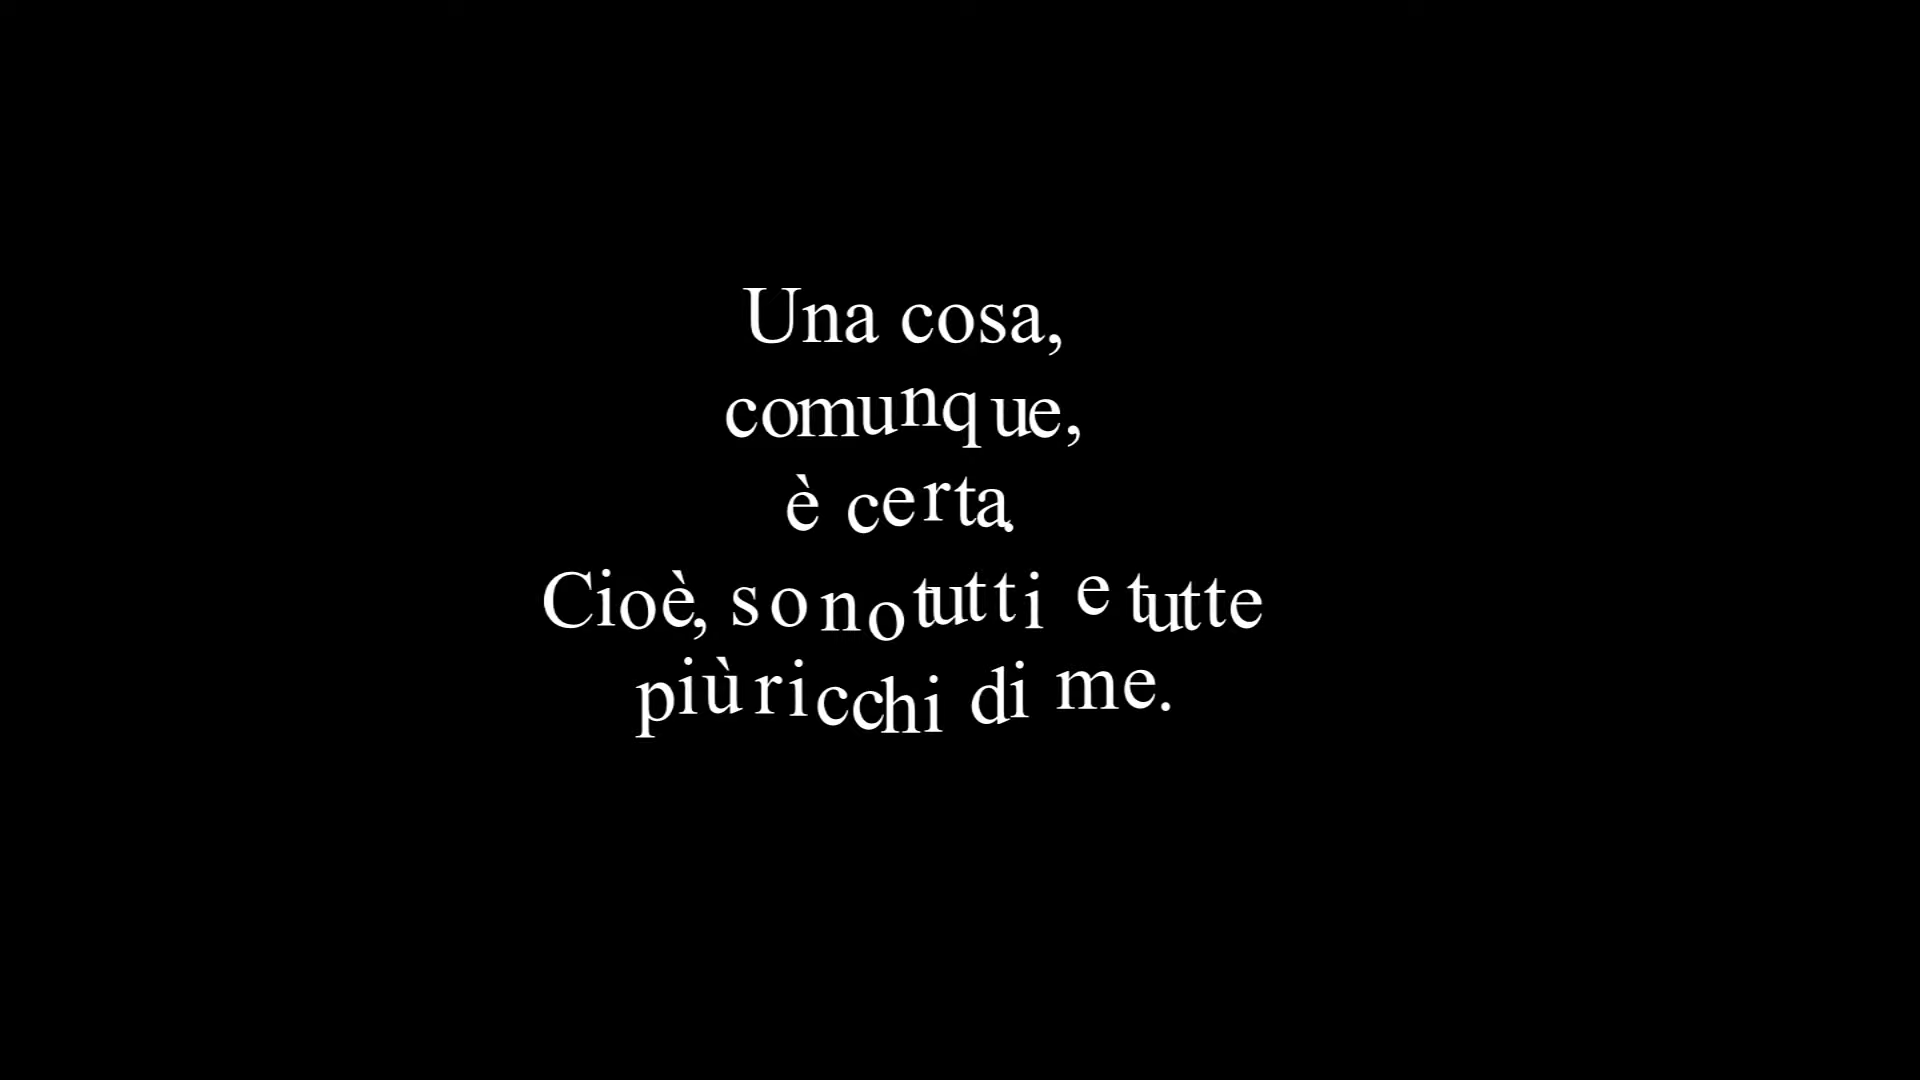 Una cosa,
comunque,
è certa.
Cioè, sono tutti e tutte
più ricchi di me.